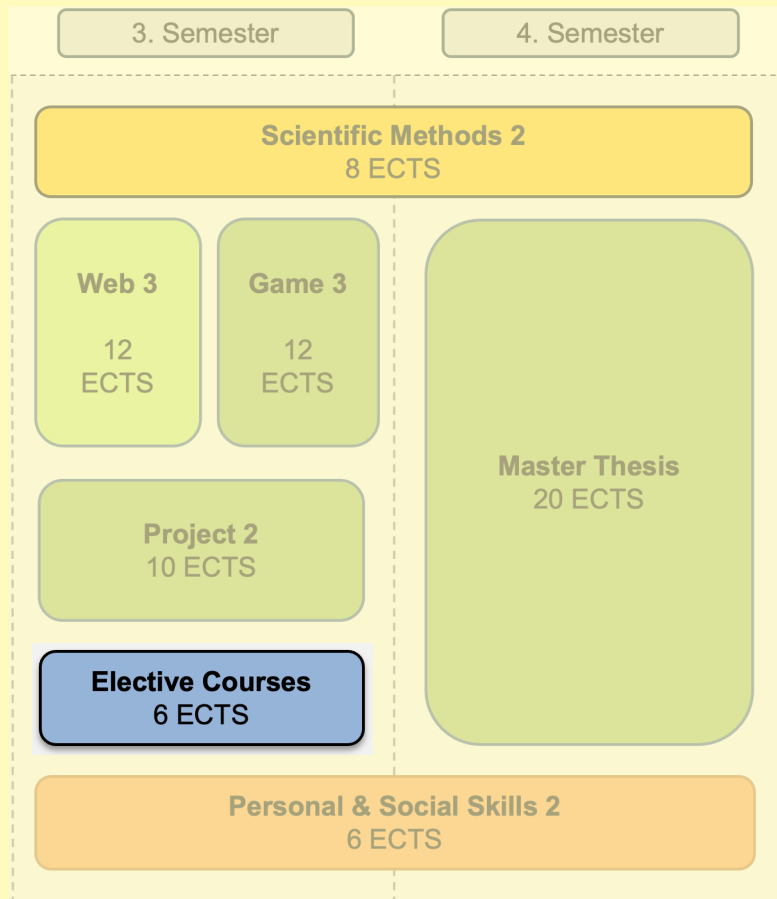 3. Semester
4. Semester
Scientific Methods 2
8 ECTS
Web 3
12
ECTS
Game 3
12
ECTS
Master Thesis
20 ECTS
Project 2
10 ECTS
Elective Courses
6 ECTS
Personal & Social Skills 2
6 ECTS